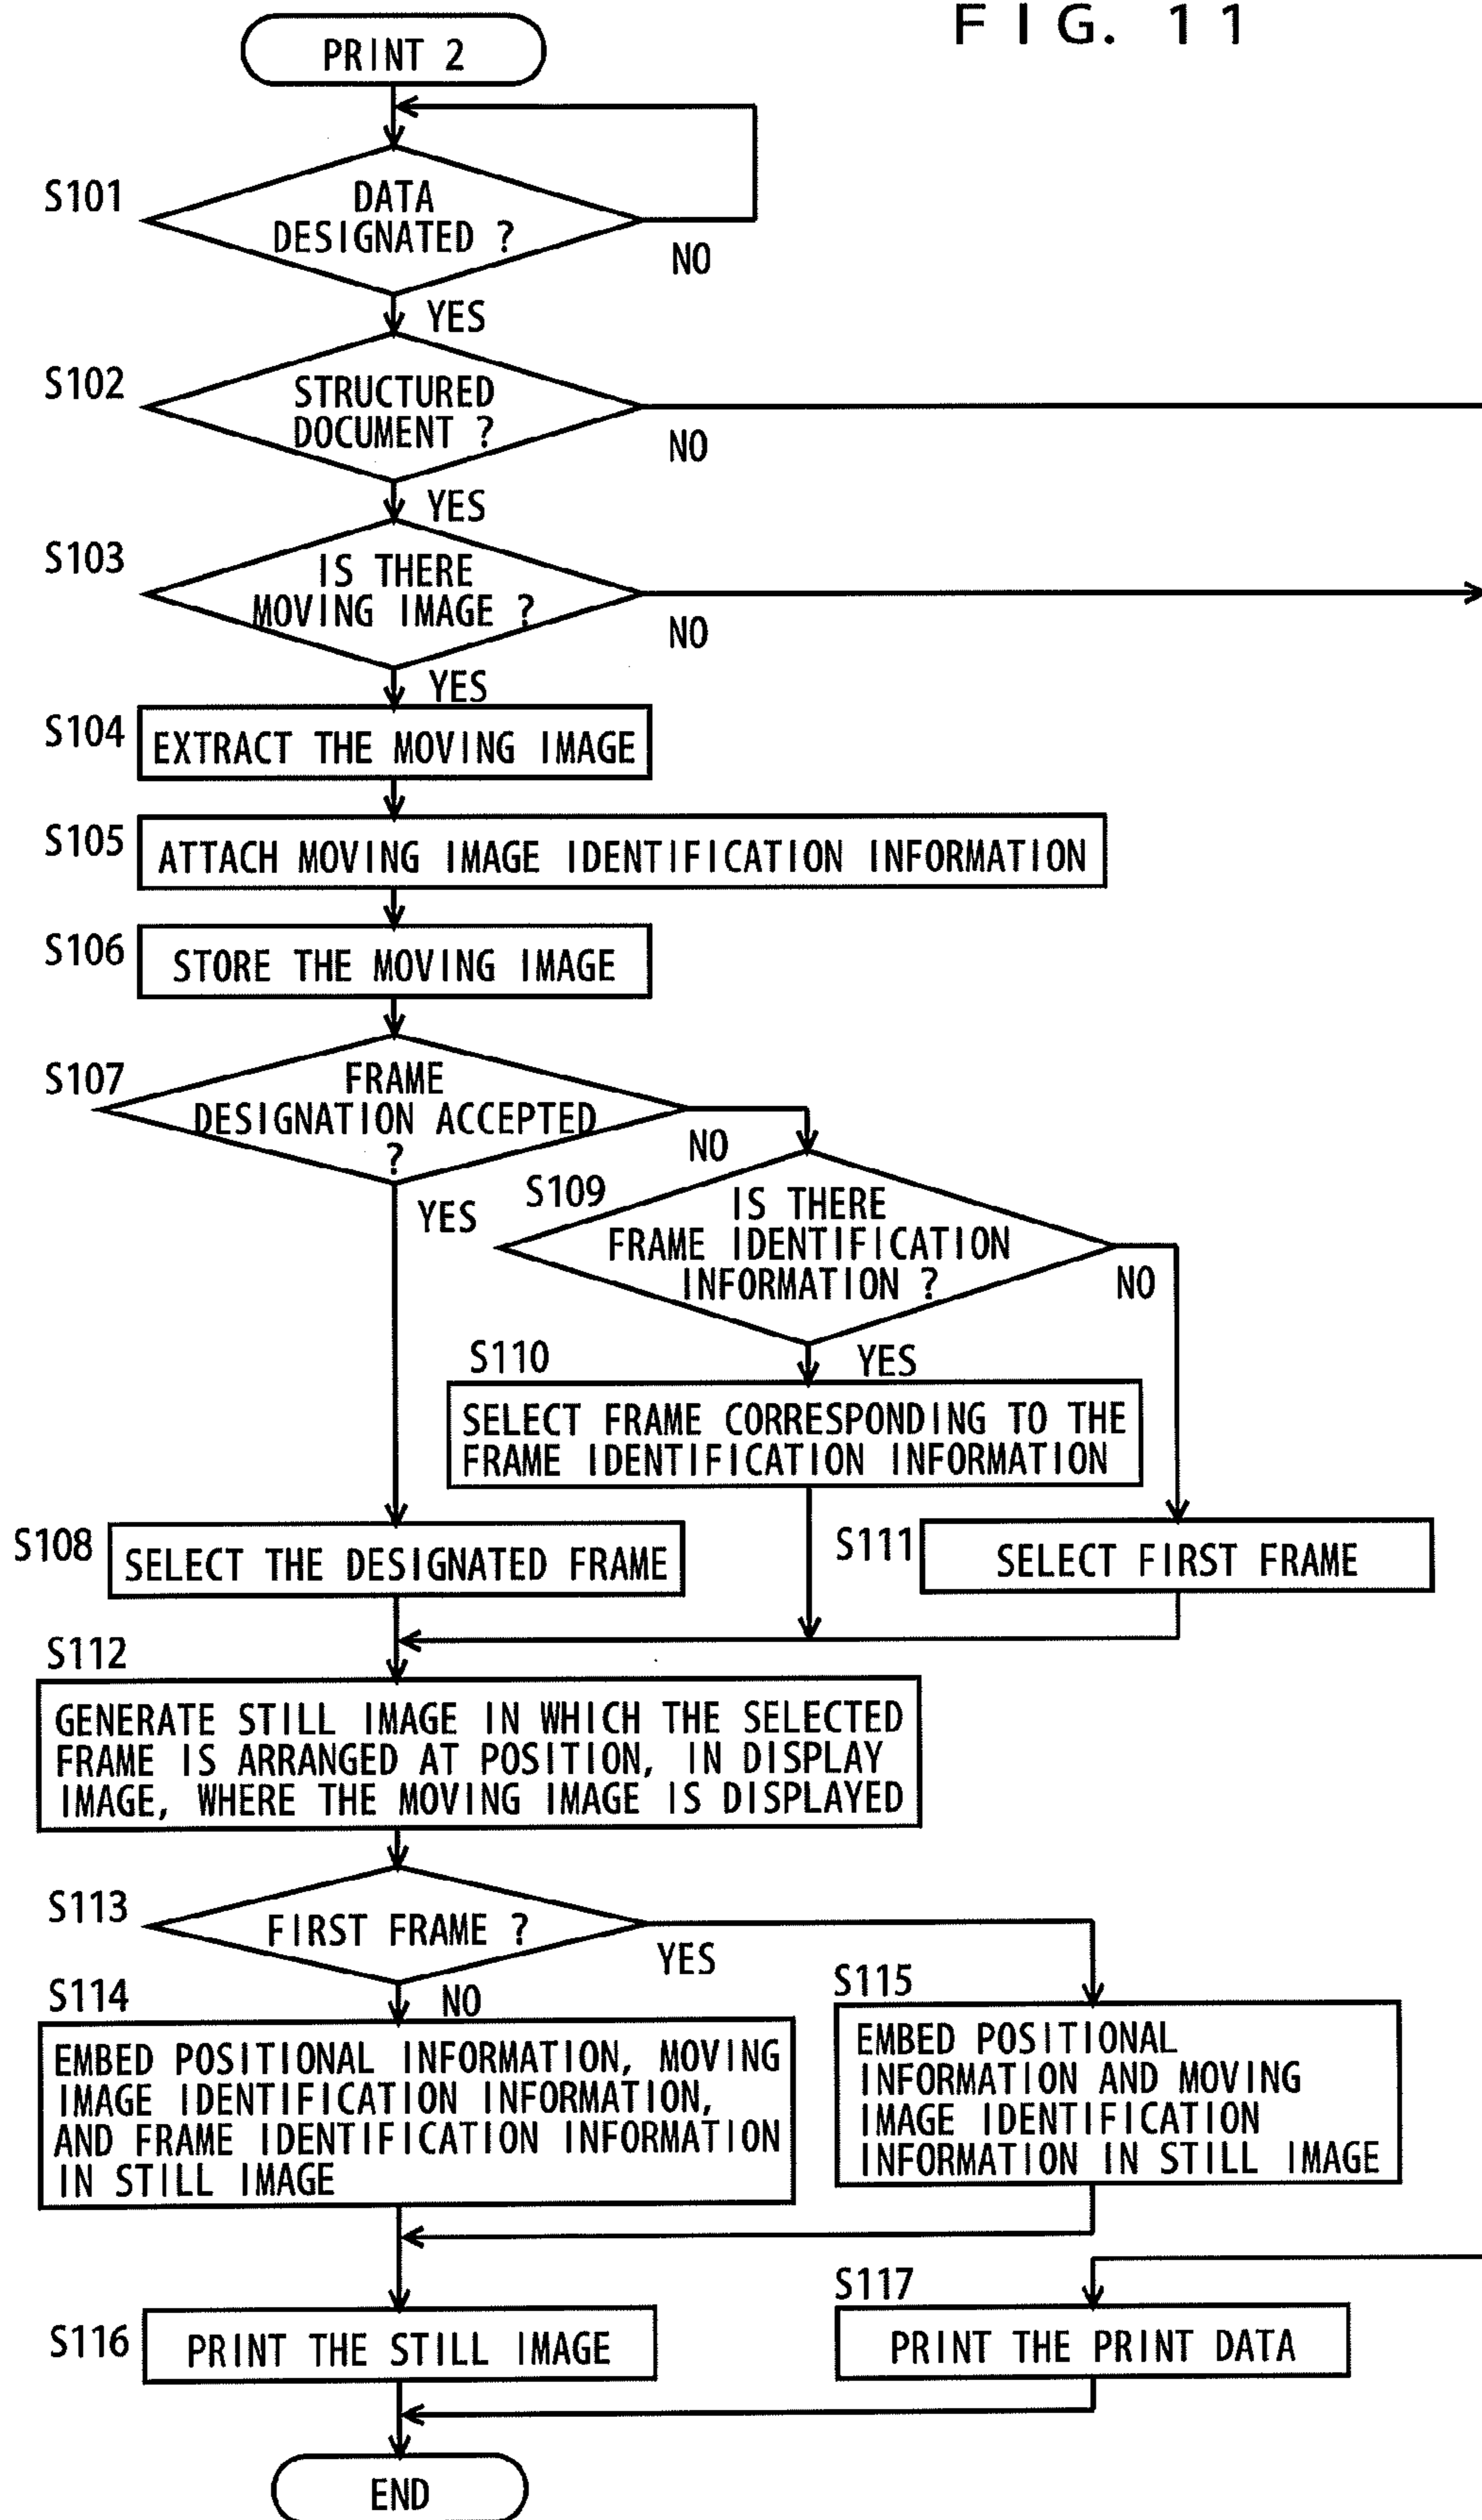 FIG. 11
PRINT 2
S101
DATA
DESIGNATED ?
NO
YES
S102
STRUCTURED
DOCUMENT ?
NO
YES
S103
IS THERE
MOVING IMAGE ?
NO
YES
S104
EXTRACT THE MOVING IMAGE
S105
ATTACH MOVING IMAGE IDENTIFICATION INFORMATION
S106
STORE THE MOVING IMAGE
S107
FRAME
DESIGNATION ACCEPTED
?
NO
YES
S109
IS THERE
FRAME IDENTIFICATION
INFORMATION ?
NO
YES
S110
SELECT FRAME CORRESPONDING TO THE
FRAME IDENTIFICATION INFORMATION
S108
SELECT THE DESIGNATED FRAME
S111
SELECT FIRST FRAME
S112
GENERATE STILL IMAGE IN WHICH THE SELECTED
FRAME IS ARRANGED AT POSITION, IN DISPLAY
IMAGE, WHERE THE MOVING IMAGE IS DISPLAYED
S113
FIRST FRAME ?
YES
NO
S114
EMBED POSITIONAL INFORMATION, MOVING
IMAGE IDENTIFICATION INFORMATION,
AND FRAME IDENTIFICATION INFORMATION
IN STILL IMAGE
S115
EMBED POSITIONAL
INFORMATION AND MOVING
IMAGE IDENTIFICATION
INFORMATION IN STILL IMAGE
S116
PRINT THE STILL IMAGE
S117
PRINT THE PRINT DATA
END